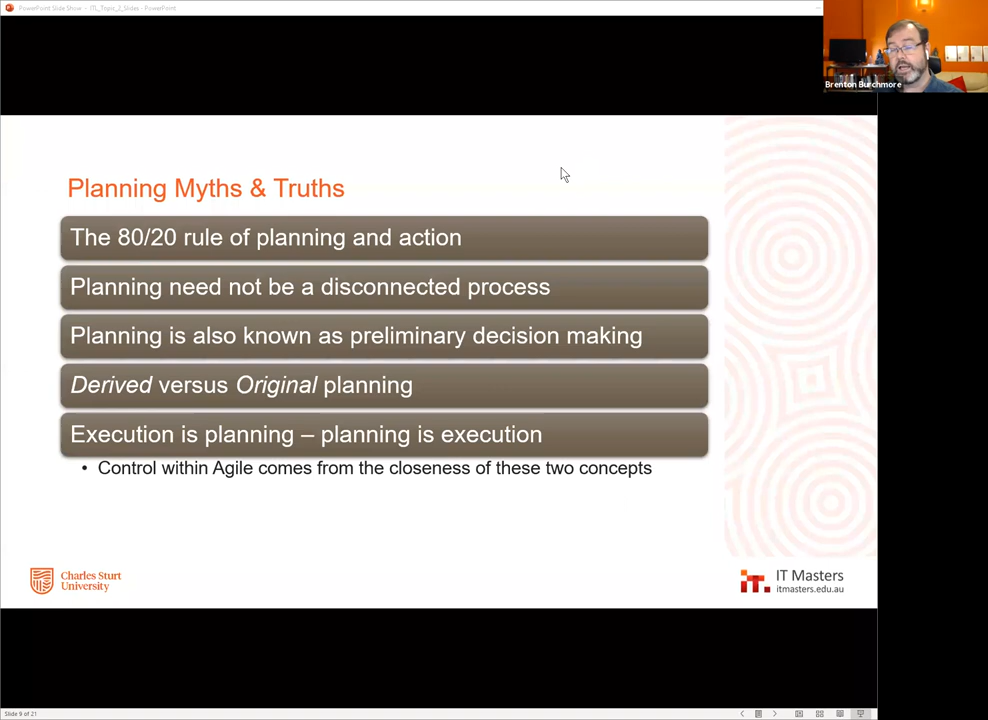 PowerPoint Slide Show - ITL_Topic_2_Slides - PowerPoint
Brenton Burchmore
Planning Myths & Truths
The 80/20 rule of planning and action
Planning need not be a disconnected process
Planning is also known as preliminary decision making
Derived versus Original planning
Execution is planning – planning is execution
• Control within Agile comes from the closeness of these two concepts
Charles Sturt
University
IT Masters
itmasters.edu.au
Slide 9 of 21